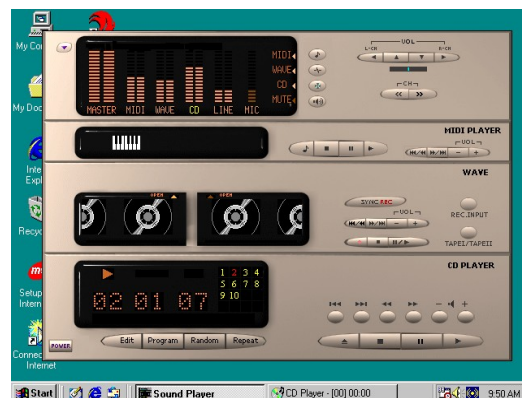 My Co
VOL
L-CH
R-CH
MIDI
WAVE
CD
MUTE
CH
MASTER MIDI WAVE CD LINE MIC
My Doc
MIDI PLAYER
VOL
Inte
Expl
WAVE
OPEN
OPEN
SYNC REC
REC.INPUT
VOL
Recyc
TAPEI/TAPEII
CD PLAYER
1 2 3 4
5 6 7 8
9 10
02 01 07
Setup
Intern
POWER
Edit Program Random Repeat
Connec
Internet
Start
Sound Player
CD Player - [00] 00:00
9:50 AM